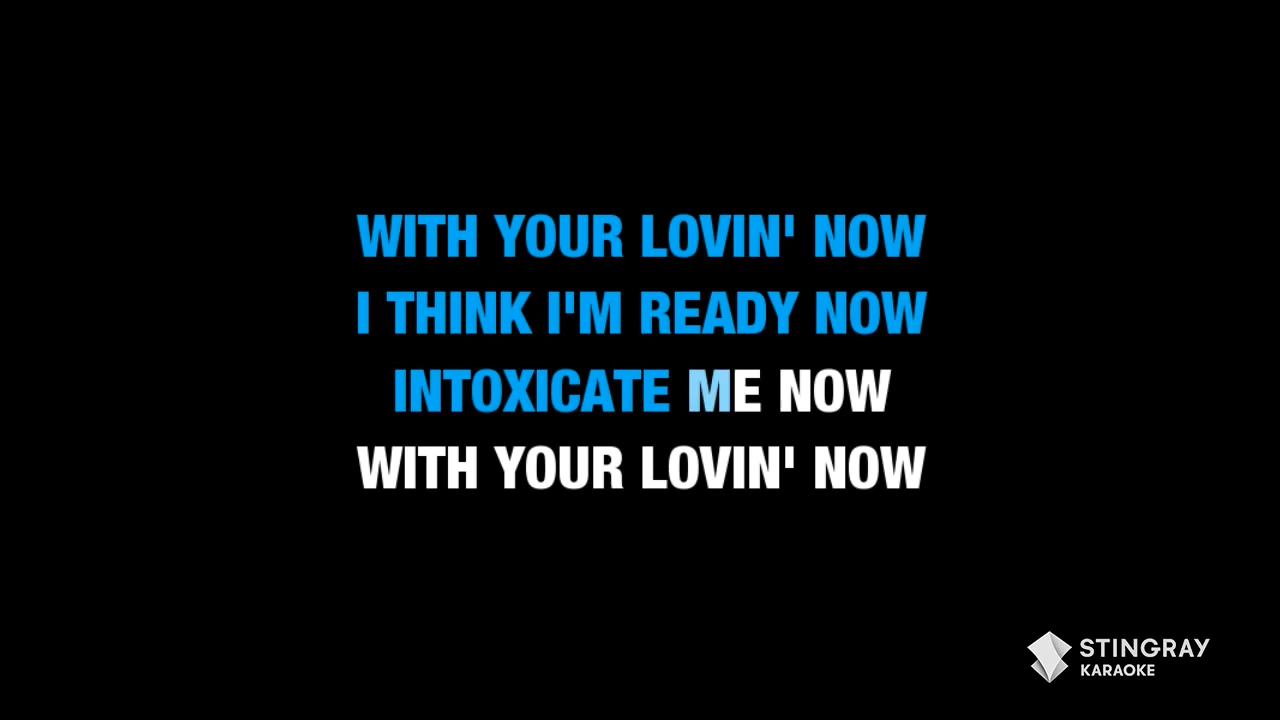 WITH YOUR LOVIN' NOW
I THINK I'M READY NOW
INTOXICATE ME NOW
WITH YOUR LOVIN' NOW
STINGRAY
KARAOKE